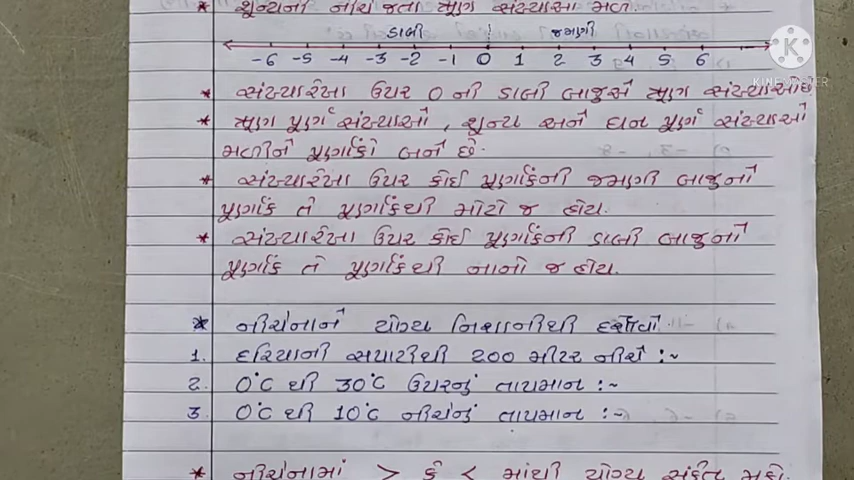 * શૂન્યની નીચે જતા ઋણ સંખ્યાઓ મળે
ડાબી જમણી
-6 -5 -4 -3 -2 -1 0 1 2 3 4 5 6
* સંખ્યારેખા ઉપર 0 ની ડાબી બાજુએ ઋણ સંખ્યાઓ છે
* ઋણ પૂર્ણ સંખ્યાઓ, શૂન્ય અને ધન પૂર્ણ સંખ્યાઓ
મળીને પૂર્ણાંકો બને છે.
* સંખ્યારેખા ઉપર કોઈ પૂર્ણાંકની જમણી બાજુનો
પૂર્ણાંક તે પૂર્ણાંકથી મોટો જ હોય.
* સંખ્યારેખા ઉપર કોઈ પૂર્ણાંકની ડાબી બાજુનો
પૂર્ણાંક તે પૂર્ણાંકથી નાનો જ હોય.
* નીચેનાને યોગ્ય નિશાનીથી દર્શાવો
1. દરિયાની સપાટીથી 200 મીટર નીચે :~
2. 0°C થી 30°C ઉપરનું તાપમાન :~
3. 0°C થી 10°C નીચેનું તાપમાન :~
* નીચેનામાં > કે < માંથી યોગ્ય સંકેત મૂકો.
KINEMASTER